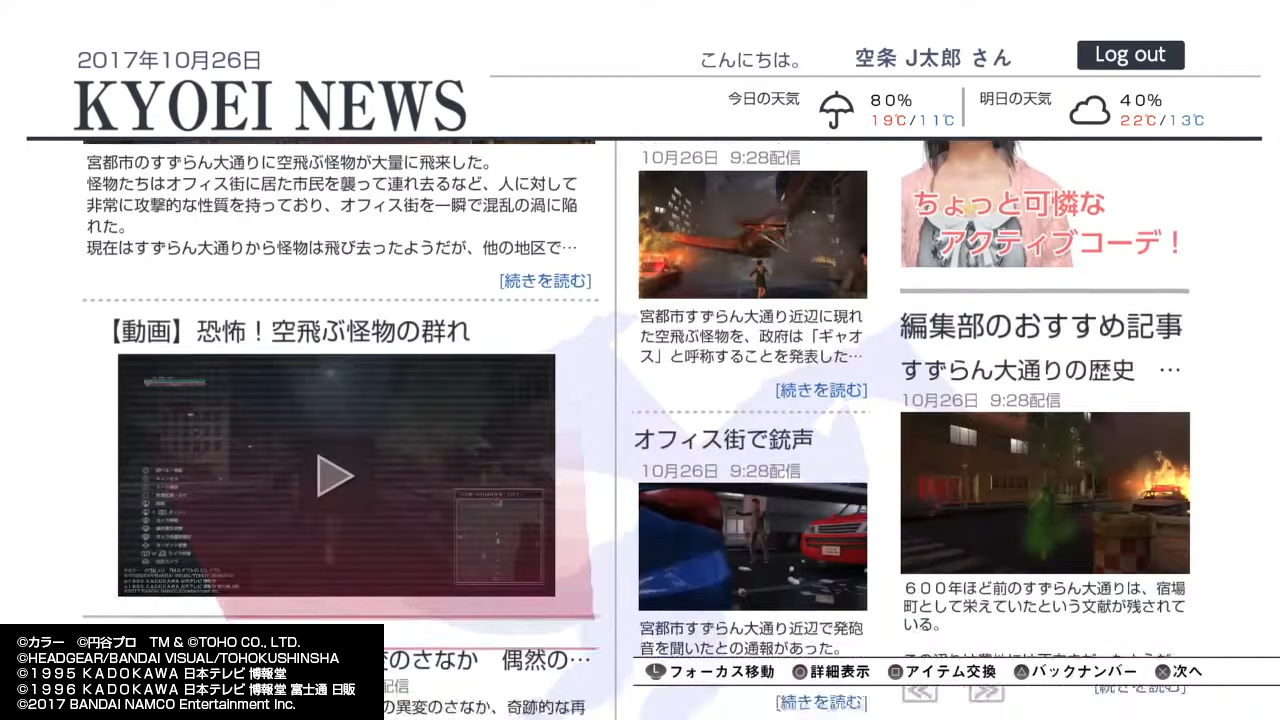 2017年10月26日
KYOEI NEWS
こんにちは。 空条 J太郎 さん
Log out
今日の天気 80% 19℃/11℃
明日の天気 40% 22℃/13℃
宮都市のすずらん大通りに空飛ぶ怪物が大量に飛来した。
怪物たちはオフィス街に居た市民を襲って連れ去るなど、人に対して
非常に攻撃的な性質を持っており、オフィス街を一瞬で混乱の渦に陥
れた。
現在はすずらん大通りから怪物は飛び去ったようだが、他の地区で…
[続きを読む]
【動画】恐怖！空飛ぶ怪物の群れ
変のさなか 偶然の…
配信
の異変のさなか、奇跡的な再
10月26日 9:28配信
宮都市すずらん大通り近辺に現れ
た空飛ぶ怪物を、政府は「ギャオ
ス」と呼称することを発表した…
[続きを読む]
オフィス街で銃声
10月26日 9:28配信
宮都市すずらん大通り近辺で発砲
音を聞いたとの通報があった。
[続きを読む]
ちょっと可憐な
アクティブコーデ！
編集部のおすすめ記事
すずらん大通りの歴史 …
10月26日 9:28配信
６００年ほど前のすずらん大通りは、宿場
町として栄えていたという文献が残されて
いる。
[続きを読む]
L フォーカス移動 詳細表示 アイテム交換 バックナンバー 次へ
©カラー ©円谷プロ TM & ©TOHO CO., LTD.
©HEADGEAR/BANDAI VISUAL/TOHOKUSHINSHA
©1995 KADOKAWA 日本テレビ 博報堂
©1996 KADOKAWA 日本テレビ 博報堂 富士通 日販
©2017 BANDAI NAMCO Entertainment Inc.